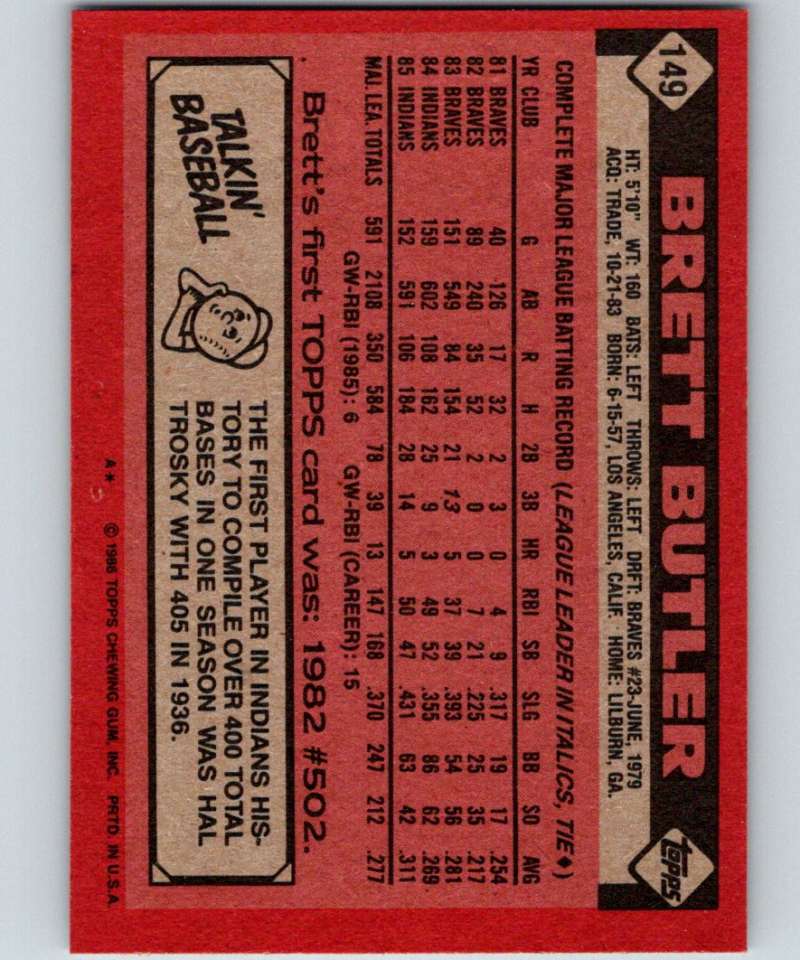 149
BRETT BUTLER
topps
HT: 5'10" WT: 160 BATS: LEFT THROWS: LEFT DRFT: BRAVES #23-JUNE, 1979
ACQ: TRADE, 10-21-83 BORN: 6-15-57, LOS ANGELES, CALIF. HOME: LILBURN, GA.
COMPLETE MAJOR LEAGUE BATTING RECORD (LEAGUE LEADER IN ITALICS, TIE♦)
YR CLUB G AB R H 2B 3B HR RBI SB SLG BB SO AVG
81 BRAVES 40 126 17 32 2 3 0 4 9 .317 19 17 .254
82 BRAVES 89 240 35 52 2 0 0 7 21 .225 25 35 .217
83 BRAVES 151 549 84 154 21 13 5 37 39 .393 54 56 .281
84 INDIANS 159 602 108 162 25 9 3 49 52 .355 86 62 .269
85 INDIANS 152 591 106 184 28 14 5 50 47 .431 63 42 .311
MAJ. LEA. TOTALS 591 2108 350 584 78 39 13 147 168 .370 247 212 .277
GW-RBI (1985): 6 GW-RBI (CAREER): 15
Brett's first TOPPS card was: 1982 #502.
TALKIN'
BASEBALL
THE FIRST PLAYER IN INDIANS HIS-
TORY TO COMPILE OVER 400 TOTAL
BASES IN ONE SEASON WAS HAL
TROSKY WITH 405 IN 1936.
A* © 1986 TOPPS CHEWING GUM, INC. PRTD. IN U.S.A.